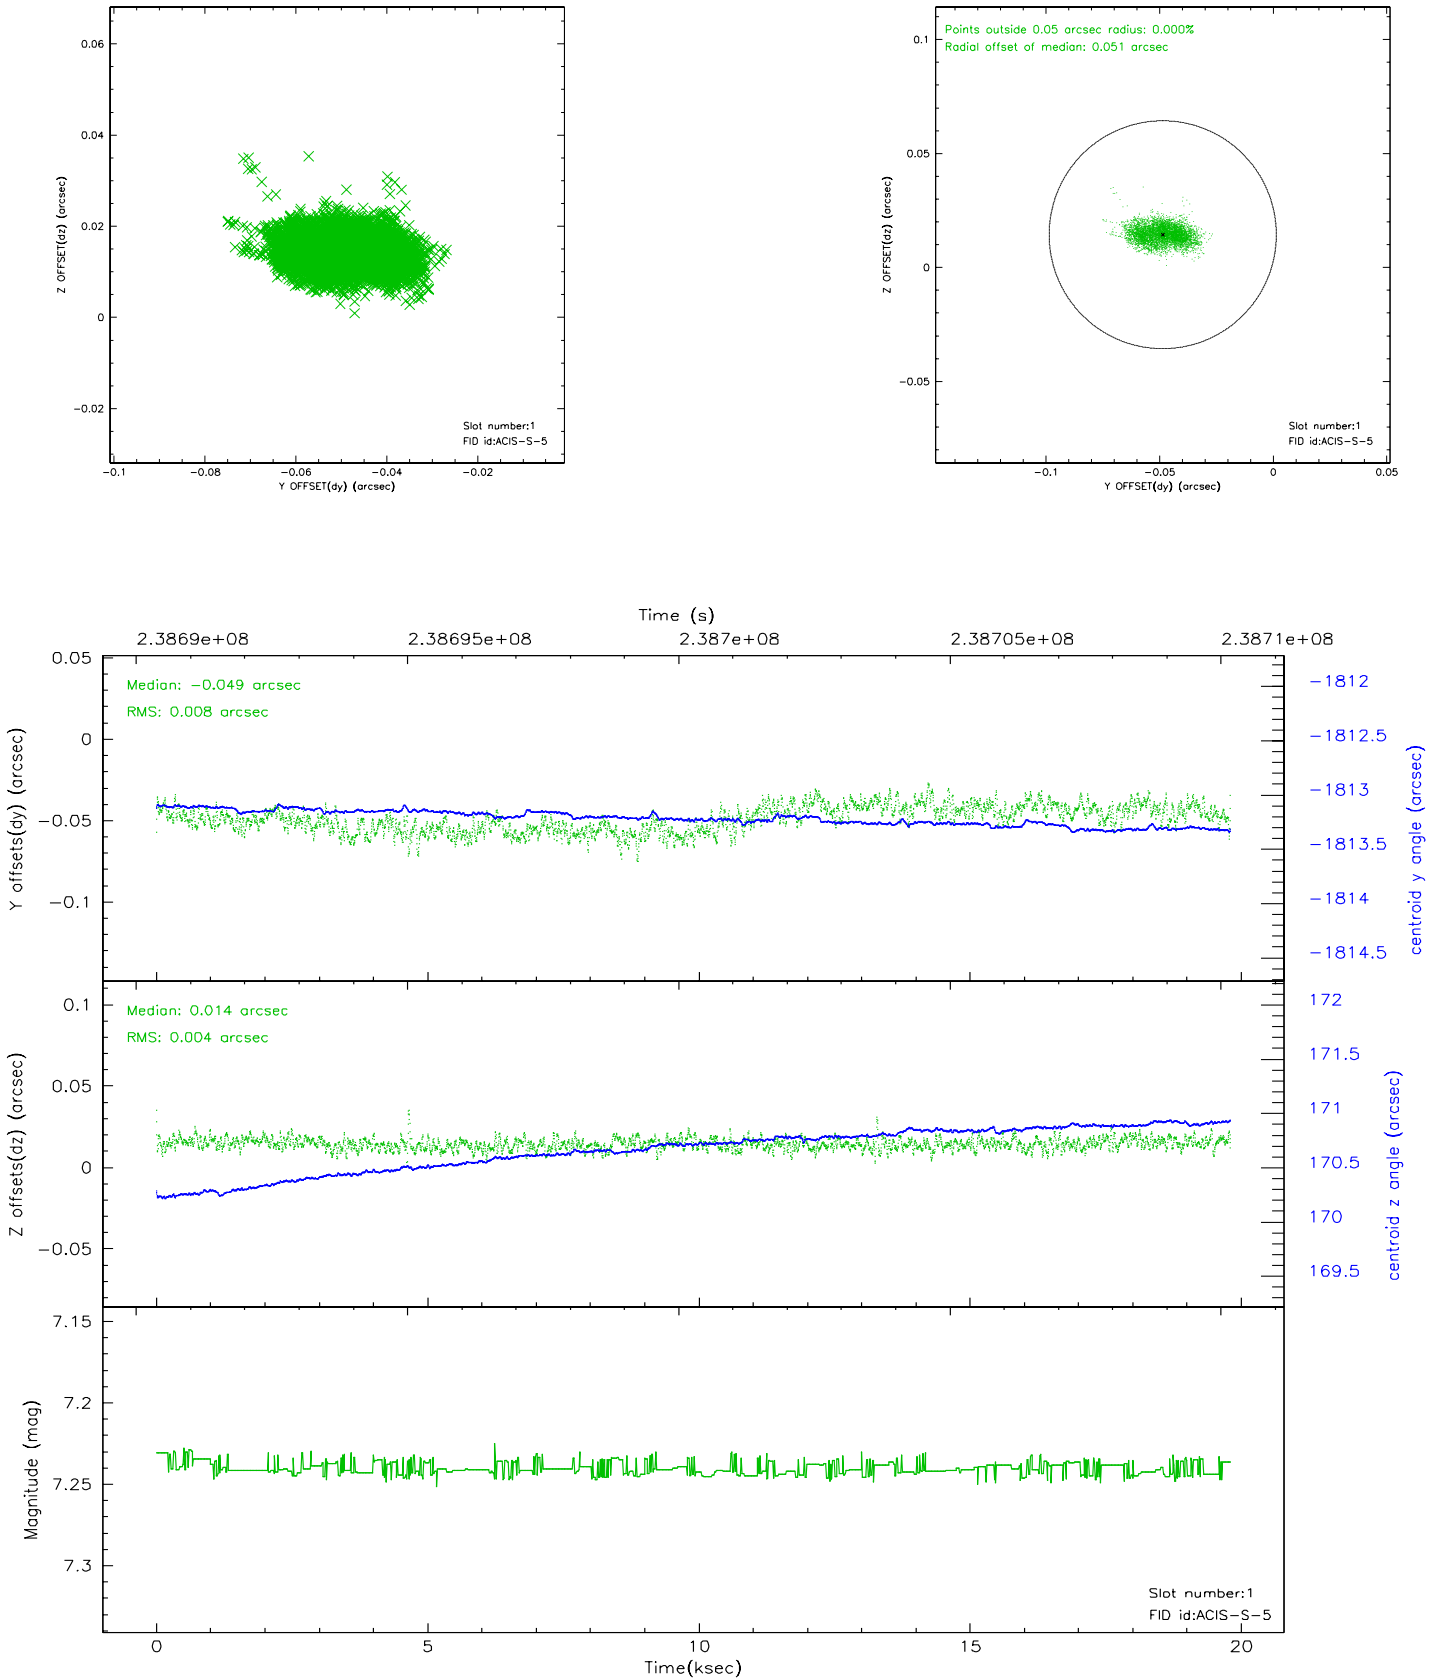 0.06
0.04
0.02
0
−0.02
Z OFFSET(dz) (arcsec)
−0.1
−0.08
−0.06
−0.04
−0.02
Y OFFSET(dy) (arcsec)
Slot number:1
FID id:ACIS−S−5
Points outside 0.05 arcsec radius: 0.000%
Radial offset of median: 0.051 arcsec
0.1
0.05
0
−0.05
Z OFFSET(dz) (arcsec)
−0.1
−0.05
0
0.05
Y OFFSET(dy) (arcsec)
Slot number:1
FID id:ACIS−S−5
Time (s)
2.3869e+08
2.38695e+08
2.387e+08
2.38705e+08
2.3871e+08
0.05
0
−0.05
−0.1
Y offsets(dy) (arcsec)
Median: −0.049 arcsec
RMS: 0.008 arcsec
−1812
−1812.5
−1813
−1813.5
−1814
−1814.5
centroid y angle (arcsec)
0.1
0.05
0
−0.05
Z offsets(dz) (arcsec)
Median: 0.014 arcsec
RMS: 0.004 arcsec
172
171.5
171
170.5
170
169.5
centroid z angle (arcsec)
7.15
7.2
7.25
7.3
Magnitude (mag)
Slot number:1
FID id:ACIS−S−5
0
5
10
15
20
Time(ksec)